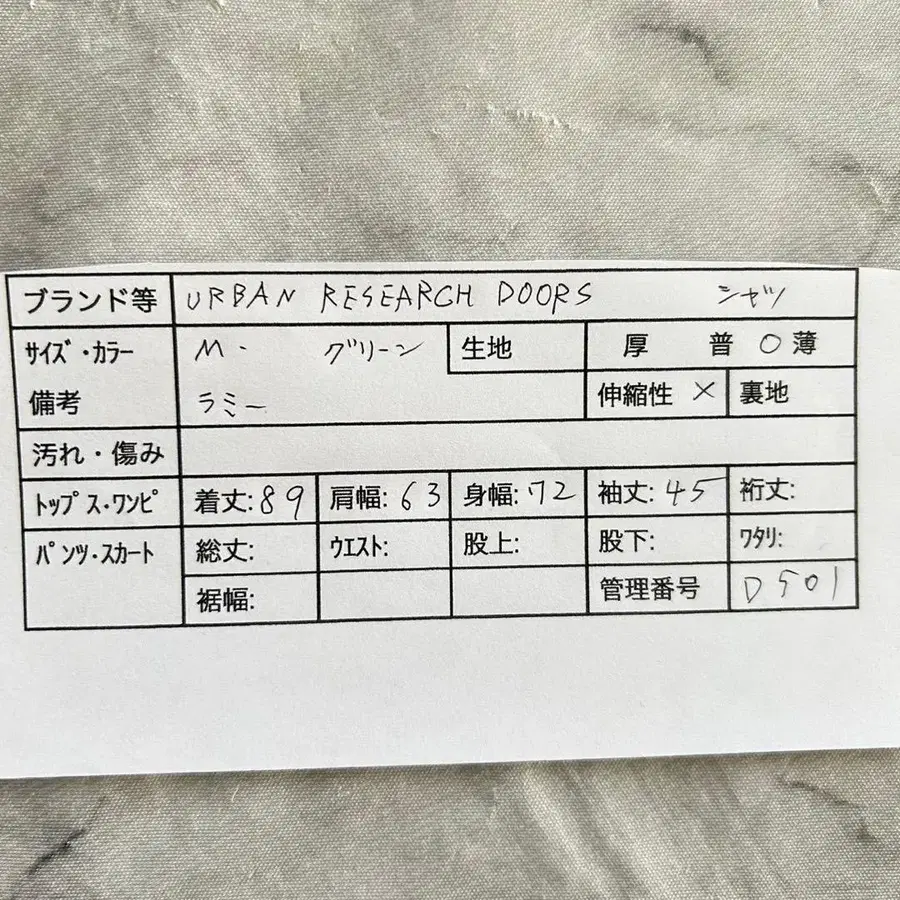 ブランド等 URBAN RESEARCH DOORS シャツ
サイズ・カラー M・ グリーン 生地 厚 普 〇 薄
備考 ラミー 伸縮性 × 裏地
汚れ・傷み
トップス・ワンピ 着丈:89 肩幅:63 身幅:72 袖丈:45 裄丈:
パンツ・スカート 総丈: ウエスト: 股上: 股下: ワタリ:
裾幅: 管理番号 D501